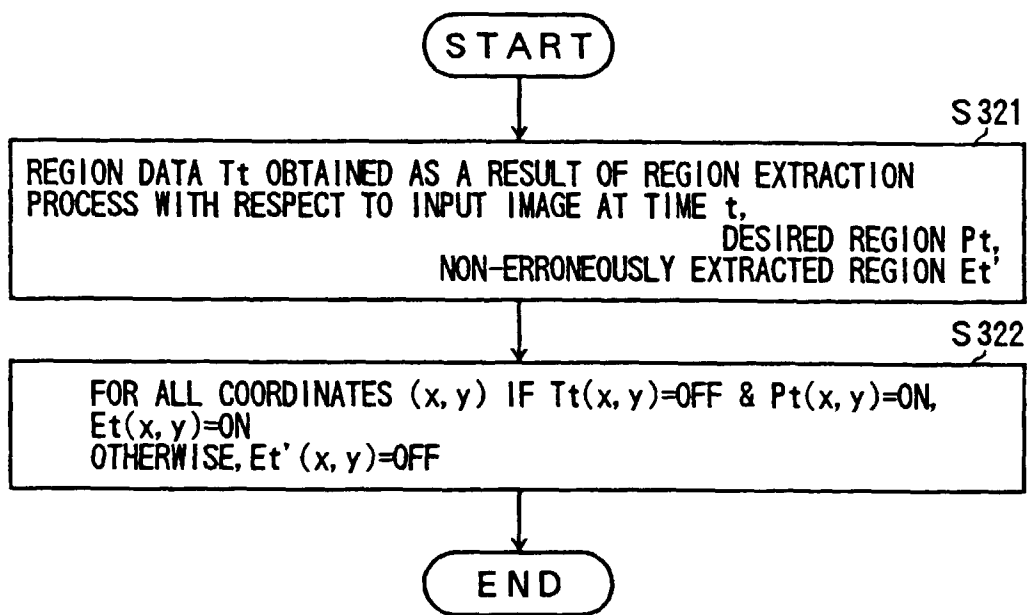 START
S321
REGION DATA Tt OBTAINED AS A RESULT OF REGION EXTRACTION
PROCESS WITH RESPECT TO INPUT IMAGE AT TIME t,
DESIRED REGION Pt,
NON-ERRONEOUSLY EXTRACTED REGION Et'
S322
FOR ALL COORDINATES (x, y) IF Tt(x, y)=OFF & Pt(x, y)=ON,
Et(x, y)=ON
OTHERWISE, Et'(x, y)=OFF
END